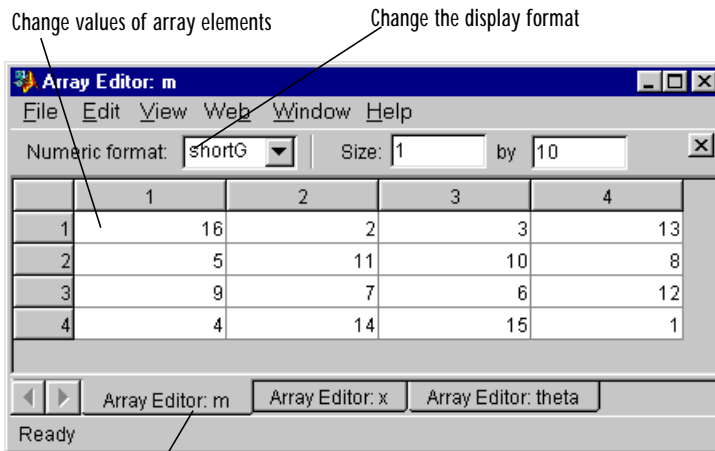 Change values of array elements
Change the display format
Array Editor: m
File Edit View Web Window Help
Numeric format: shortG Size: 1 by 10
1 2 3 4
1 16 2 3 13
2 5 11 10 8
3 9 7 6 12
4 4 14 15 1
Array Editor: m Array Editor: x Array Editor: theta
Ready